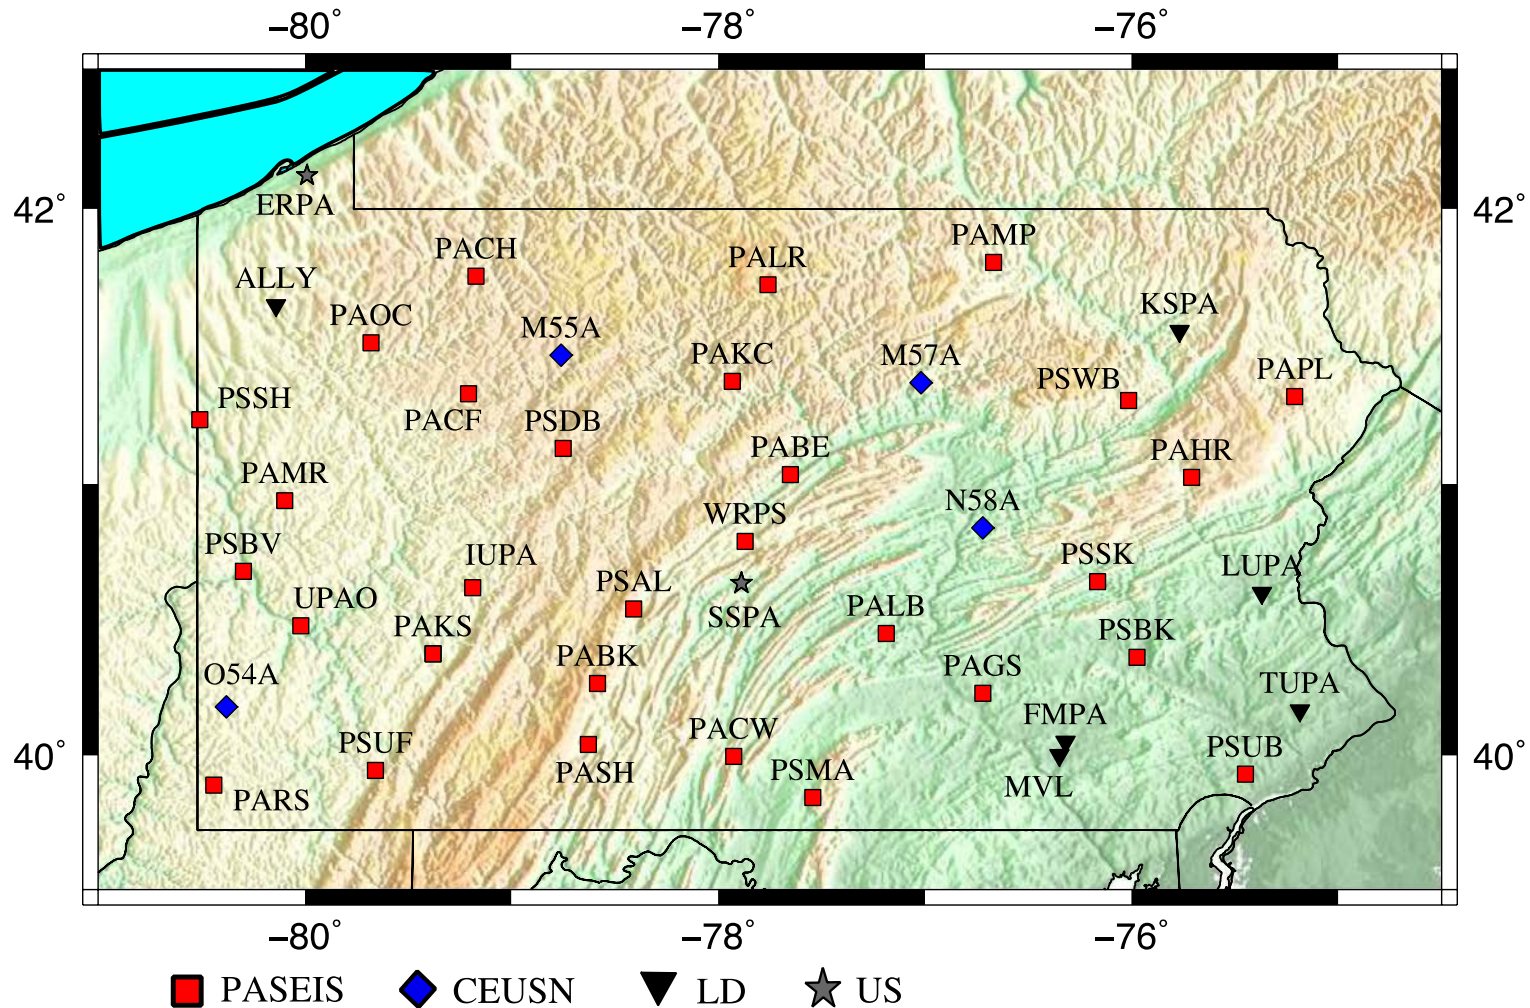 −80° −78° −76°
42° 42°
ERPA
PAMP
PACH
PALR
ALLY
KSPA
PAOC
M55A
PAKC
M57A
PAPL
PSWB
PSSH
PACF
PSDB
PABE
PAHR
PAMR
N58A
WRPS
PSBV
IUPA
PSSK
LUPA
PSAL
UPAO
PALB
SSPA
PAKS
PSBK
PABK
PAGS
O54A
TUPA
FMPA
PSUF
PACW
PSUB
40° 40°
PASH
PSMA
MVL
PARS
−80° −78° −76°
PASEIS CEUSN LD US